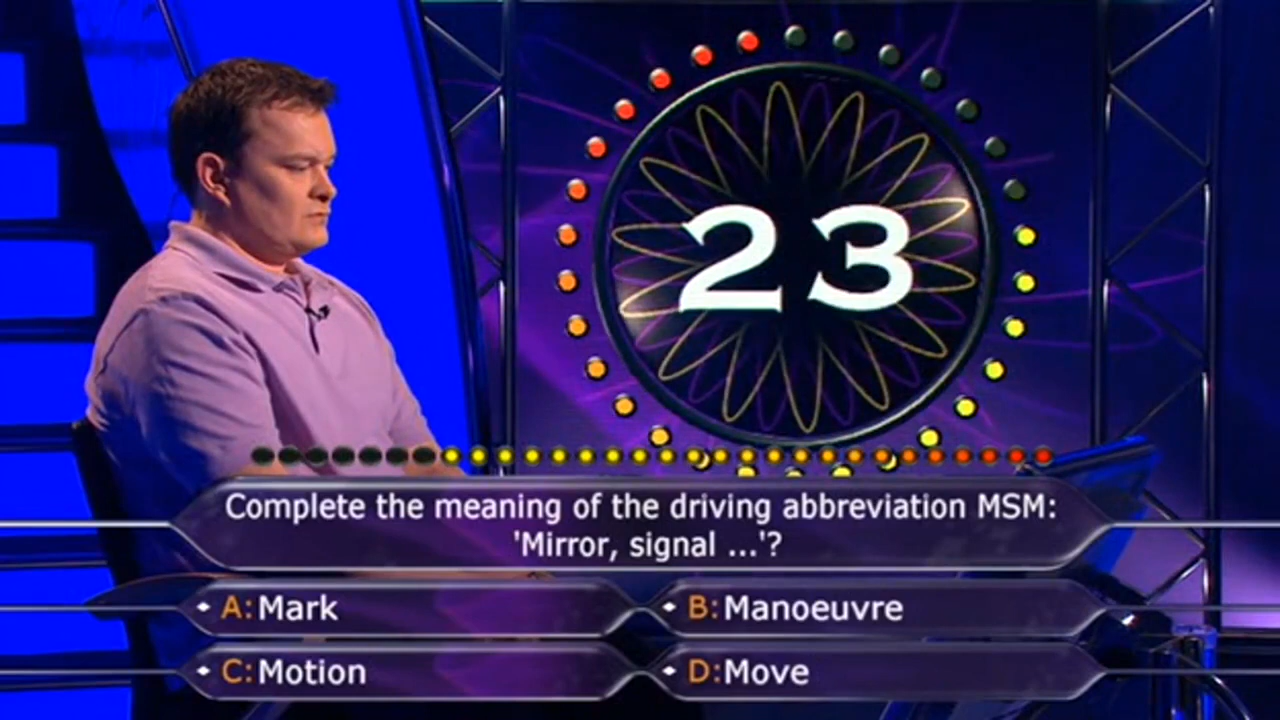 23
Complete the meaning of the driving abbreviation MSM:
'Mirror, signal ...'?
A: Mark
B: Manoeuvre
C: Motion
D: Move